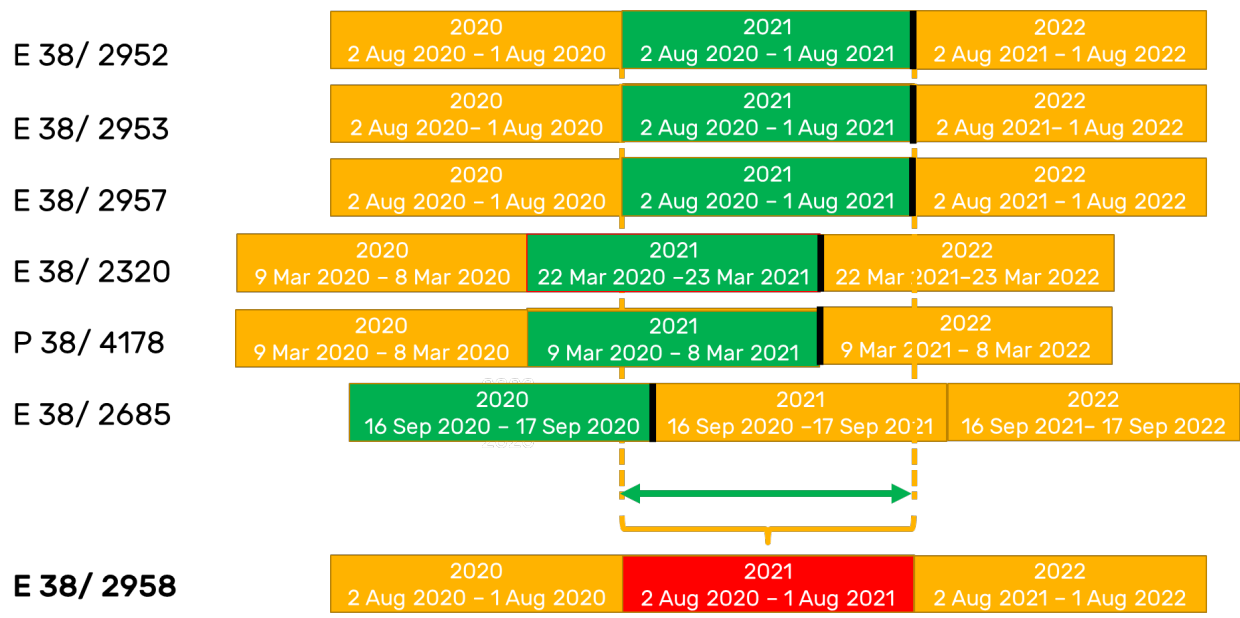 E 38/ 2952
2020 2021 2022
2 Aug 2020 – 1 Aug 2020 2 Aug 2020 – 1 Aug 2021 2 Aug 2021 – 1 Aug 2022
E 38/ 2953
2020 2021 2022
2 Aug 2020– 1 Aug 2020 2 Aug 2020 – 1 Aug 2021 2 Aug 2021– 1 Aug 2022
E 38/ 2957
2020 2021 2022
2 Aug 2020 – 1 Aug 2020 2 Aug 2020 – 1 Aug 2021 2 Aug 2021 – 1 Aug 2022
E 38/ 2320
2020 2021 2022
9 Mar 2020 – 8 Mar 2020 22 Mar 2020 –23 Mar 2021 22 Mar 2021–23 Mar 2022
P 38/ 4178
2020 2021 2022
9 Mar 2020 – 8 Mar 2020 9 Mar 2020 – 8 Mar 2021 9 Mar 2021 – 8 Mar 2022
E 38/ 2685
2020 2021 2022
16 Sep 2020 – 17 Sep 2020 16 Sep 2020 –17 Sep 2021 16 Sep 2021– 17 Sep 2022
E 38/ 2958
2020 2021 2022
2 Aug 2020 – 1 Aug 2020 2 Aug 2020 – 1 Aug 2021 2 Aug 2021 – 1 Aug 2022